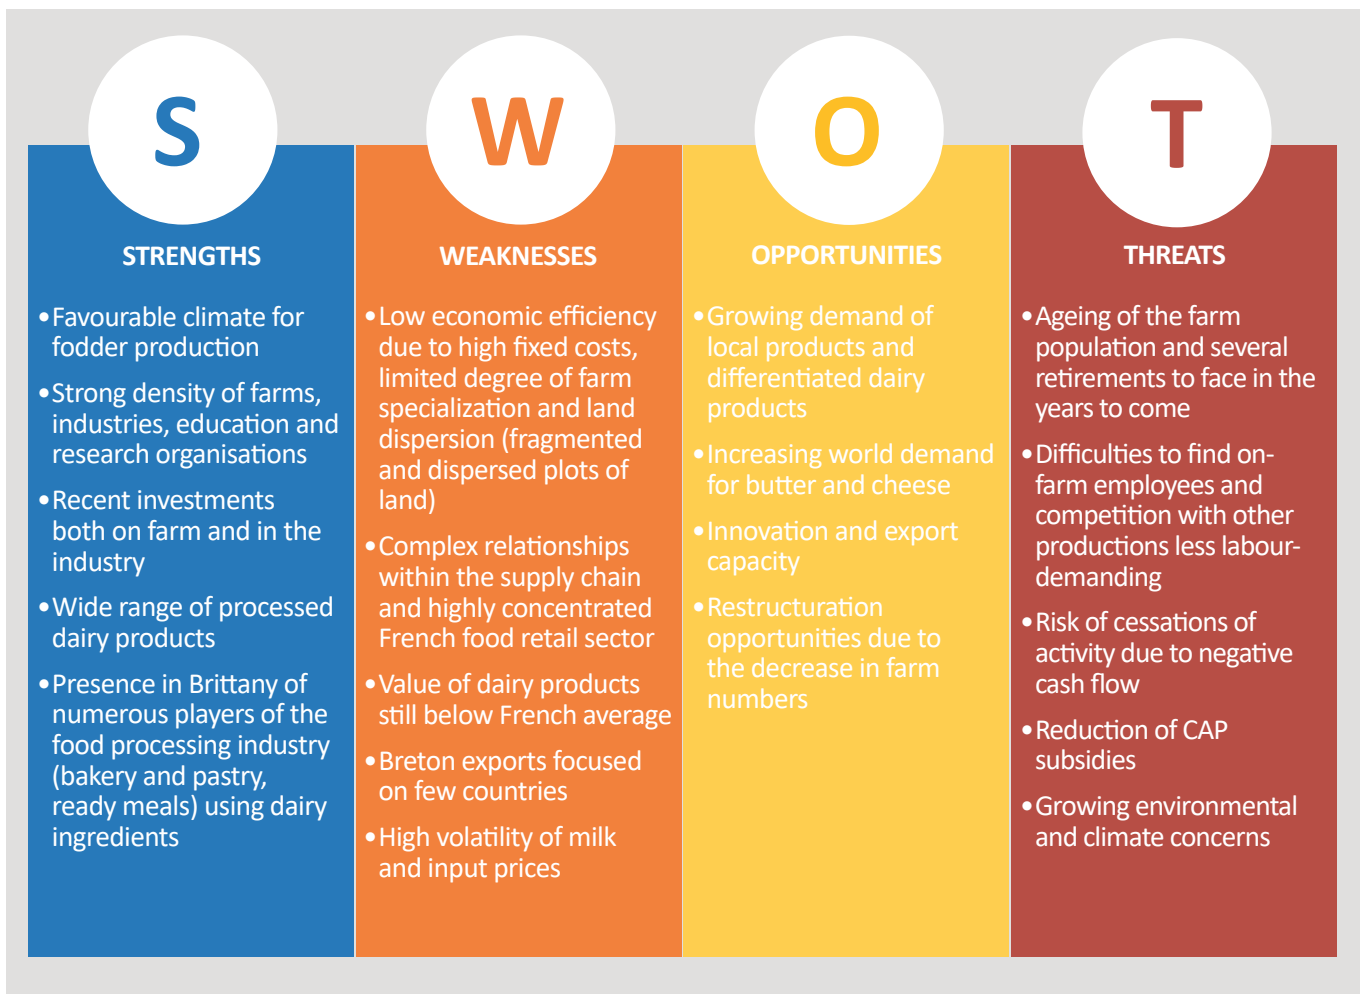 S
STRENGTHS
•Favourable climate for
fodder production
•Strong density of farms,
industries, education and
research organisations
•Recent investments
both on farm and in the
industry
•Wide range of processed
dairy products
•Presence in Brittany of
numerous players of the
food processing industry
(bakery and pastry,
ready meals) using dairy
ingredients
W
WEAKNESSES
•Low economic efficiency
due to high fixed costs,
limited degree of farm
specialization and land
dispersion (fragmented
and dispersed plots of
land)
•Complex relationships
within the supply chain
and highly concentrated
French food retail sector
•Value of dairy products
still below French average
•Breton exports focused
on few countries
•High volatility of milk
and input prices
O
OPPORTUNITIES
•Growing demand of
local products and
differentiated dairy
products
•Increasing world demand
for butter and cheese
•Innovation and export
capacity
•Restructuration
opportunities due to
the decrease in farm
numbers
T
THREATS
•Ageing of the farm
population and several
retirements to face in the
years to come
•Difficulties to find on-
farm employees and
competition with other
productions less labour-
demanding
•Risk of cessations of
activity due to negative
cash flow
•Reduction of CAP
subsidies
•Growing environmental
and climate concerns